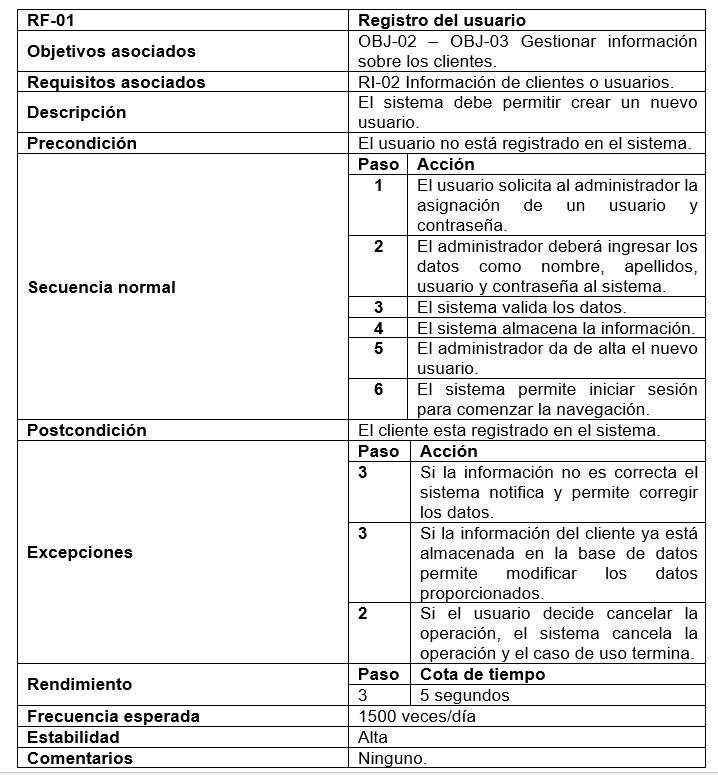 RF-01 Registro del usuario
Objetivos asociados
OBJ-02 – OBJ-03 Gestionar información
sobre los clientes.
Requisitos asociados RI-02 Información de clientes o usuarios.
Descripción
El sistema debe permitir crear un nuevo
usuario.
Precondición El usuario no está registrado en el sistema.
Secuencia normal
Paso Acción
1 El usuario solicita al administrador la
asignación de un usuario y
contraseña.
2 El administrador deberá ingresar los
datos como nombre, apellidos,
usuario y contraseña al sistema.
3 El sistema valida los datos.
4 El sistema almacena la información.
5 El administrador da de alta el nuevo
usuario.
6 El sistema permite iniciar sesión
para comenzar la navegación.
Postcondición El cliente esta registrado en el sistema.
Excepciones
Paso Acción
3 Si la información no es correcta el
sistema notifica y permite corregir
los datos.
3 Si la información del cliente ya está
almacenada en la base de datos
permite modificar los datos
proporcionados.
2 Si el usuario decide cancelar la
operación, el sistema cancela la
operación y el caso de uso termina.
Rendimiento
Paso Cota de tiempo
3 5 segundos
Frecuencia esperada 1500 veces/día
Estabilidad Alta
Comentarios Ninguno.